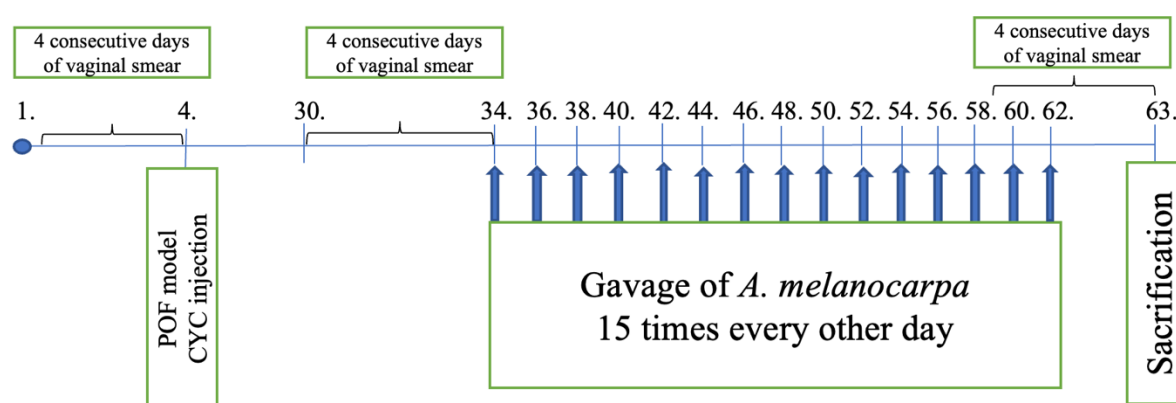 4 consecutive days
of vaginal smear
4 consecutive days
of vaginal smear
4 consecutive days
of vaginal smear
1. 4. 30. 34. 36. 38. 40. 42. 44. 46. 48. 50. 52. 54. 56. 58. 60. 62. 63.
POF model
CYC injection
Gavage of A. melanocarpa
15 times every other day
Sacrification